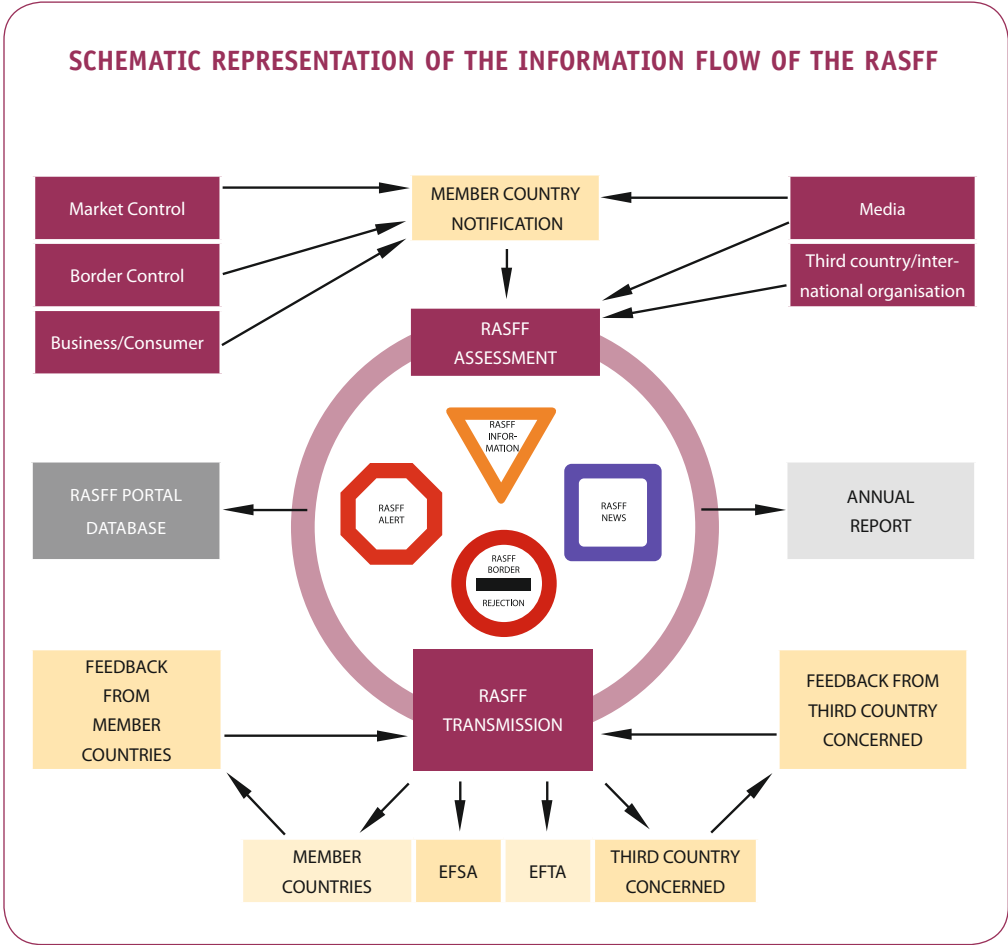 SCHEMATIC REPRESENTATION OF THE INFORMATION FLOW OF THE RASFF
Market Control
Border Control
Business/Consumer
MEMBER COUNTRY
NOTIFICATION
Media
Third country/inter-
national organisation
RASFF
ASSESSMENT
RASFF
INFOR-
MATION
RASFF
ALERT
RASFF
NEWS
RASFF
BORDER
REJECTION
RASFF PORTAL
DATABASE
ANNUAL
REPORT
FEEDBACK
FROM
MEMBER
COUNTRIES
RASFF
TRANSMISSION
FEEDBACK FROM
THIRD COUNTRY
CONCERNED
MEMBER
COUNTRIES
EFSA
EFTA
THIRD COUNTRY
CONCERNED